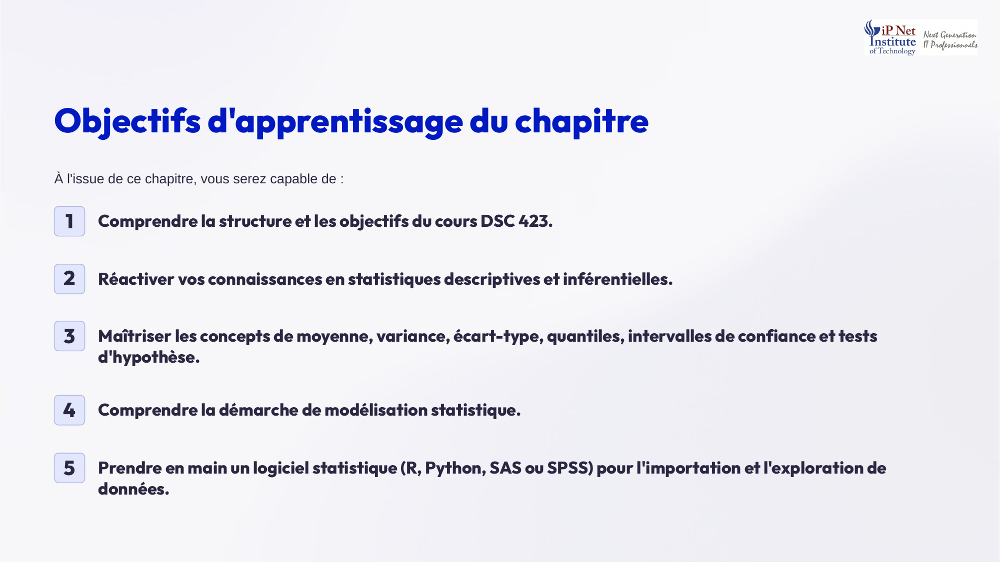 iP Net
Institute
of Technology
Next Generation
IT Professionnels
Objectifs d'apprentissage du chapitre
À l'issue de ce chapitre, vous serez capable de :
1
Comprendre la structure et les objectifs du cours DSC 423.
2
Réactiver vos connaissances en statistiques descriptives et inférentielles.
3
Maîtriser les concepts de moyenne, variance, écart-type, quantiles, intervalles de confiance et tests
d'hypothèse.
4
Comprendre la démarche de modélisation statistique.
5
Prendre en main un logiciel statistique (R, Python, SAS ou SPSS) pour l'importation et l'exploration de
données.